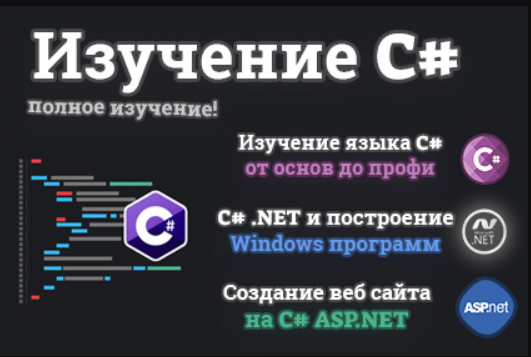 Изучение C#
полное изучение!
Изучение языка C#
от основ до профи
C#
C#
C# .NET и построение
Windows программ
Microsoft
.NET
Создание веб сайта
на C# ASP.NET
ASP.net